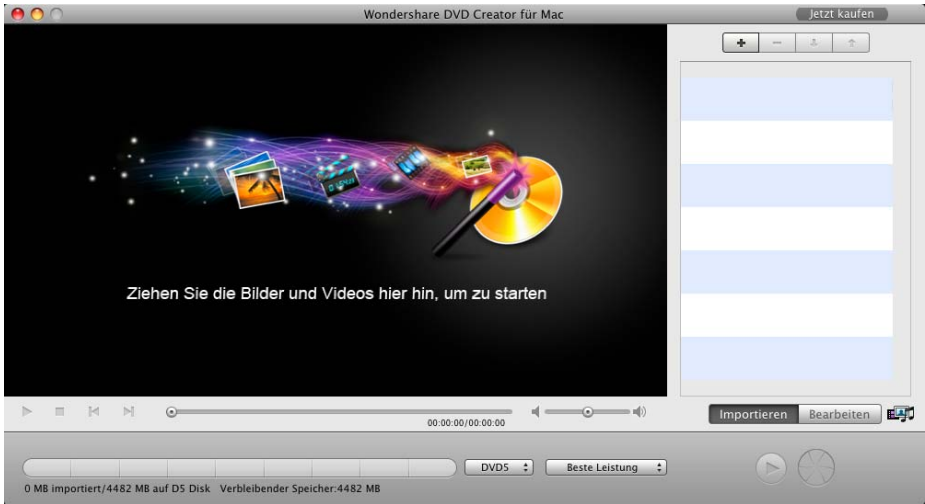 Wondershare DVD Creator für Mac
Jetzt kaufen
Ziehen Sie die Bilder und Videos hier hin, um zu starten
00:00:00/00:00:00
Importieren
Bearbeiten
DVD5
Beste Leistung
0 MB importiert/4482 MB auf D5 Disk Verbleibender Speicher:4482 MB